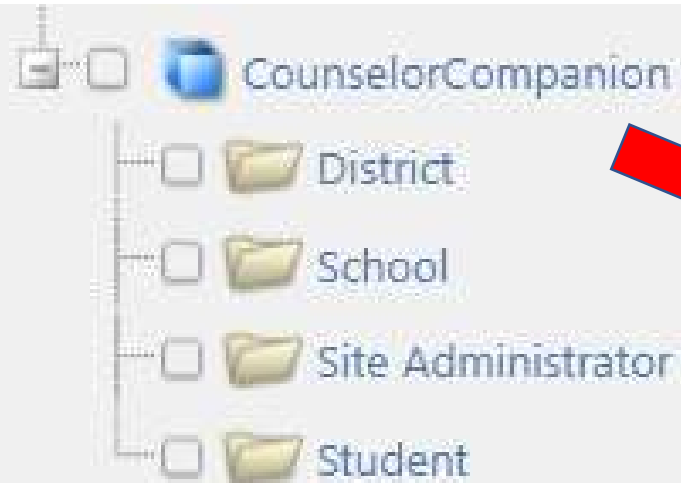 CounselorCompanion
District
School
Site Administrator
Student